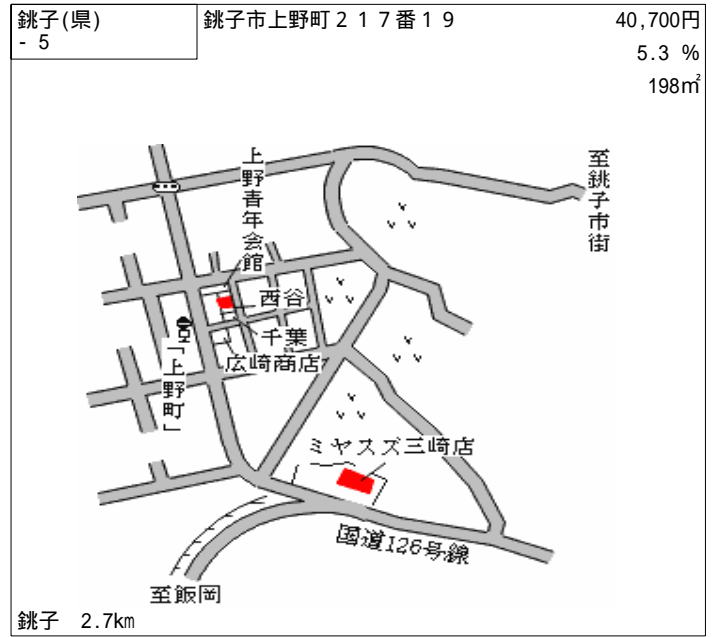 銚子(県)
- 5
銚子市上野町２１７番１９
40,700円
5.3 %
198㎡
上野青年会館
至銚子市街
西谷
千葉
広崎商店
「上野町」
ミヤスズ三崎店
国道126号線
至飯岡
銚子 2.7km